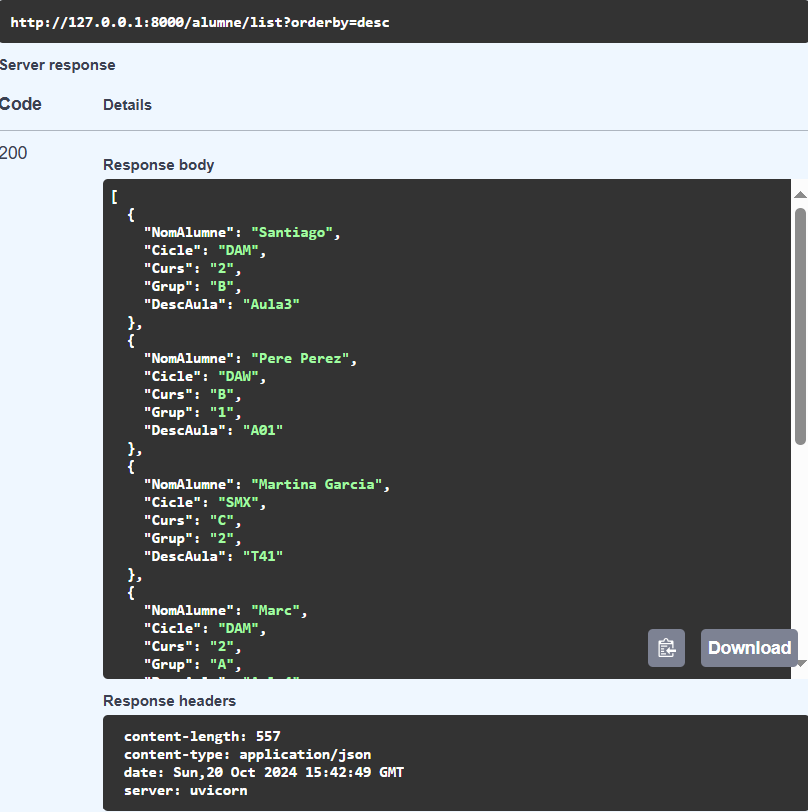 http://127.0.0.1:8000/alumne/list?orderby=desc
Server response
Code Details
200
Response body
[
{
"NomAlumne": "Santiago",
"Cicle": "DAM",
"Curs": "2",
"Grup": "B",
"DescAula": "Aula3"
},
{
"NomAlumne": "Pere Perez",
"Cicle": "DAW",
"Curs": "B",
"Grup": "1",
"DescAula": "A01"
},
{
"NomAlumne": "Martina Garcia",
"Cicle": "SMX",
"Curs": "C",
"Grup": "2",
"DescAula": "T41"
},
{
"NomAlumne": "Marc",
"Cicle": "DAM",
"Curs": "2",
"Grup": "A",
Download
Response headers
content-length: 557
content-type: application/json
date: Sun,20 Oct 2024 15:42:49 GMT
server: uvicorn